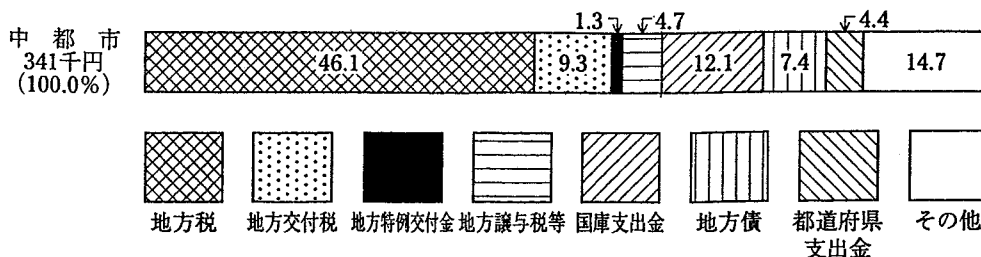 1.3 4.7 4.4
中都市
341千円
(100.0%)
46.1 9.3 12.1 7.4 14.7
地方税 地方交付税 地方特例交付金 地方譲与税等 国庫支出金 地方債 都道府県支出金 その他